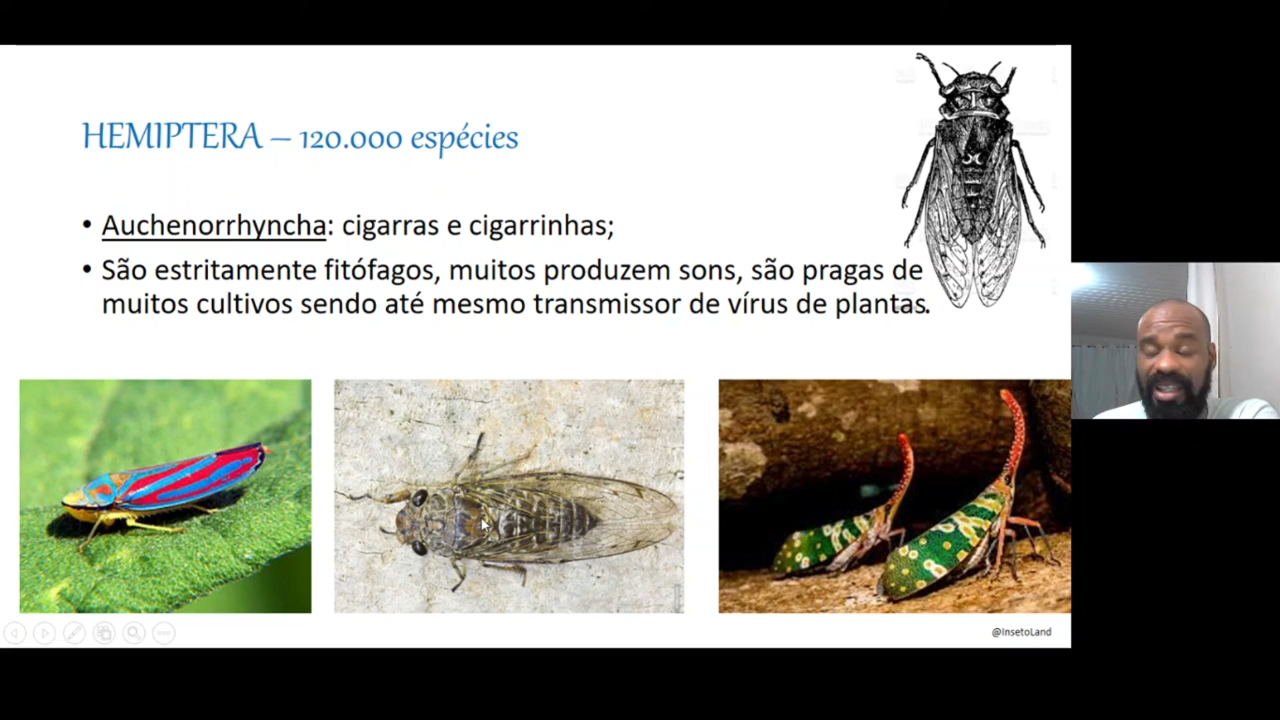 HEMIPTERA – 120.000 espécies
• Auchenorrhyncha: cigarras e cigarrinhas;
• São estritamente fitófagos, muitos produzem sons, são pragas de
muitos cultivos sendo até mesmo transmissor de vírus de plantas.
@InsetoLand